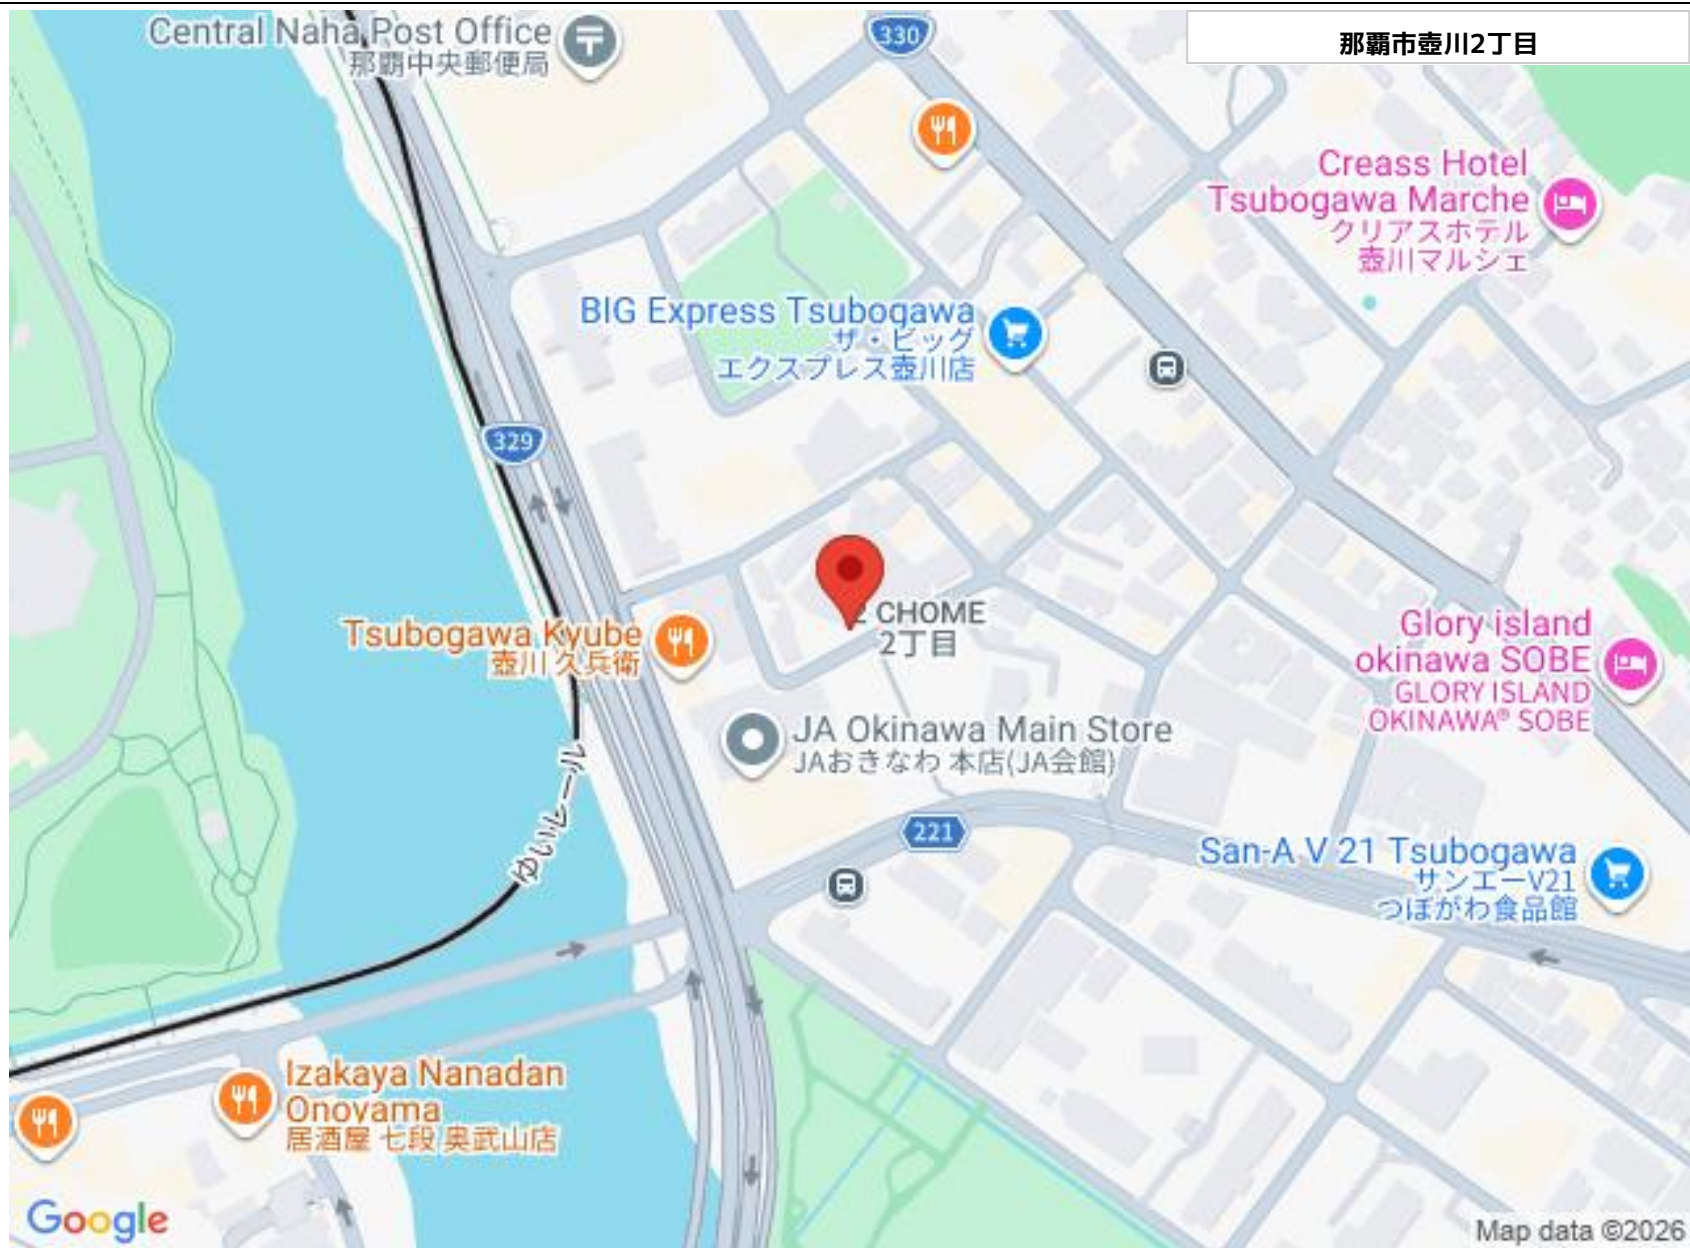 Central Naha Post Office
那覇中央郵便局
330
那覇市壺川2丁目
Creass Hotel
Tsubogawa Marche
クリアスホテル
壺川マルシェ
BIG Express Tsubogawa
ザ・ビッグ
エクスプレス壺川店
329
2 CHOME
2丁目
Tsubogawa Kyube
壺川 久兵衛
Glory island
okinawa SOBE
GLORY ISLAND
OKINAWA® SOBE
JA Okinawa Main Store
JAおきなわ 本店(JA会館)
ゆいレール
221
San-A V 21 Tsubogawa
サンエーV21
つぼがわ食品館
Izakaya Nanadan
Onoyama
居酒屋 七段 奥武山店
Google
Map data ©2026